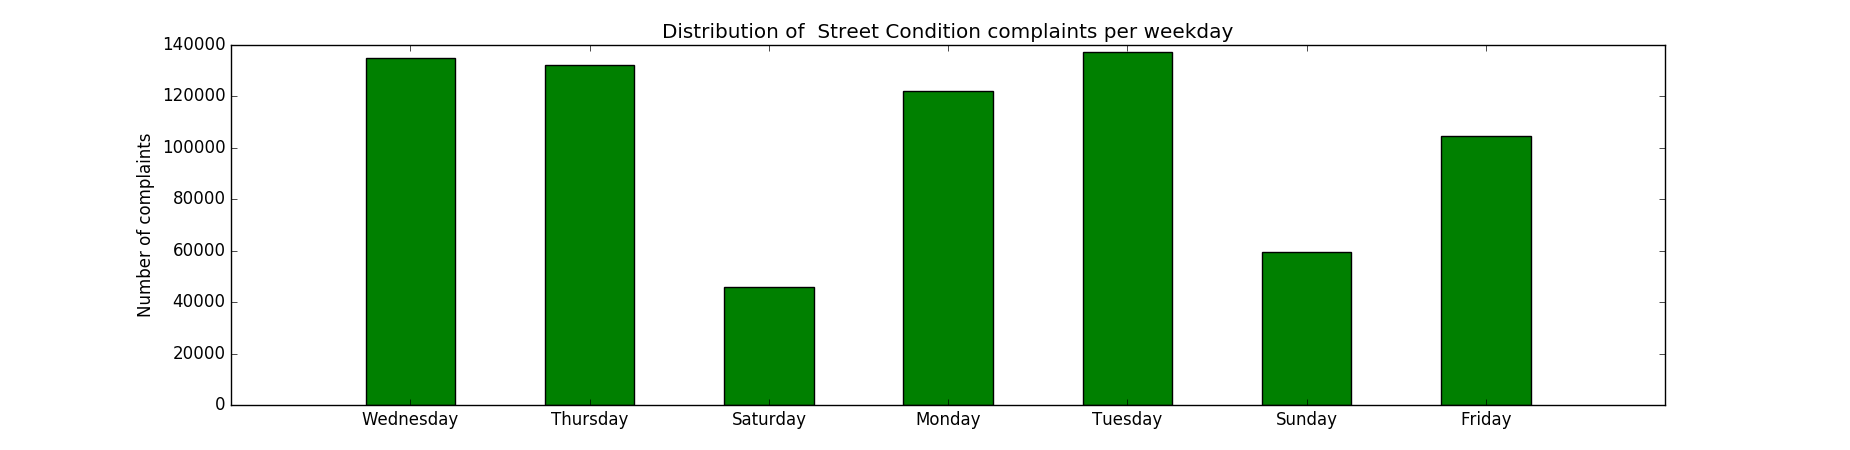 Distribution of  Street Condition complaints per weekday
Number of complaints
140000
120000
100000
80000
60000
40000
20000
0
Wednesday Thursday Saturday Monday Tuesday Sunday Friday